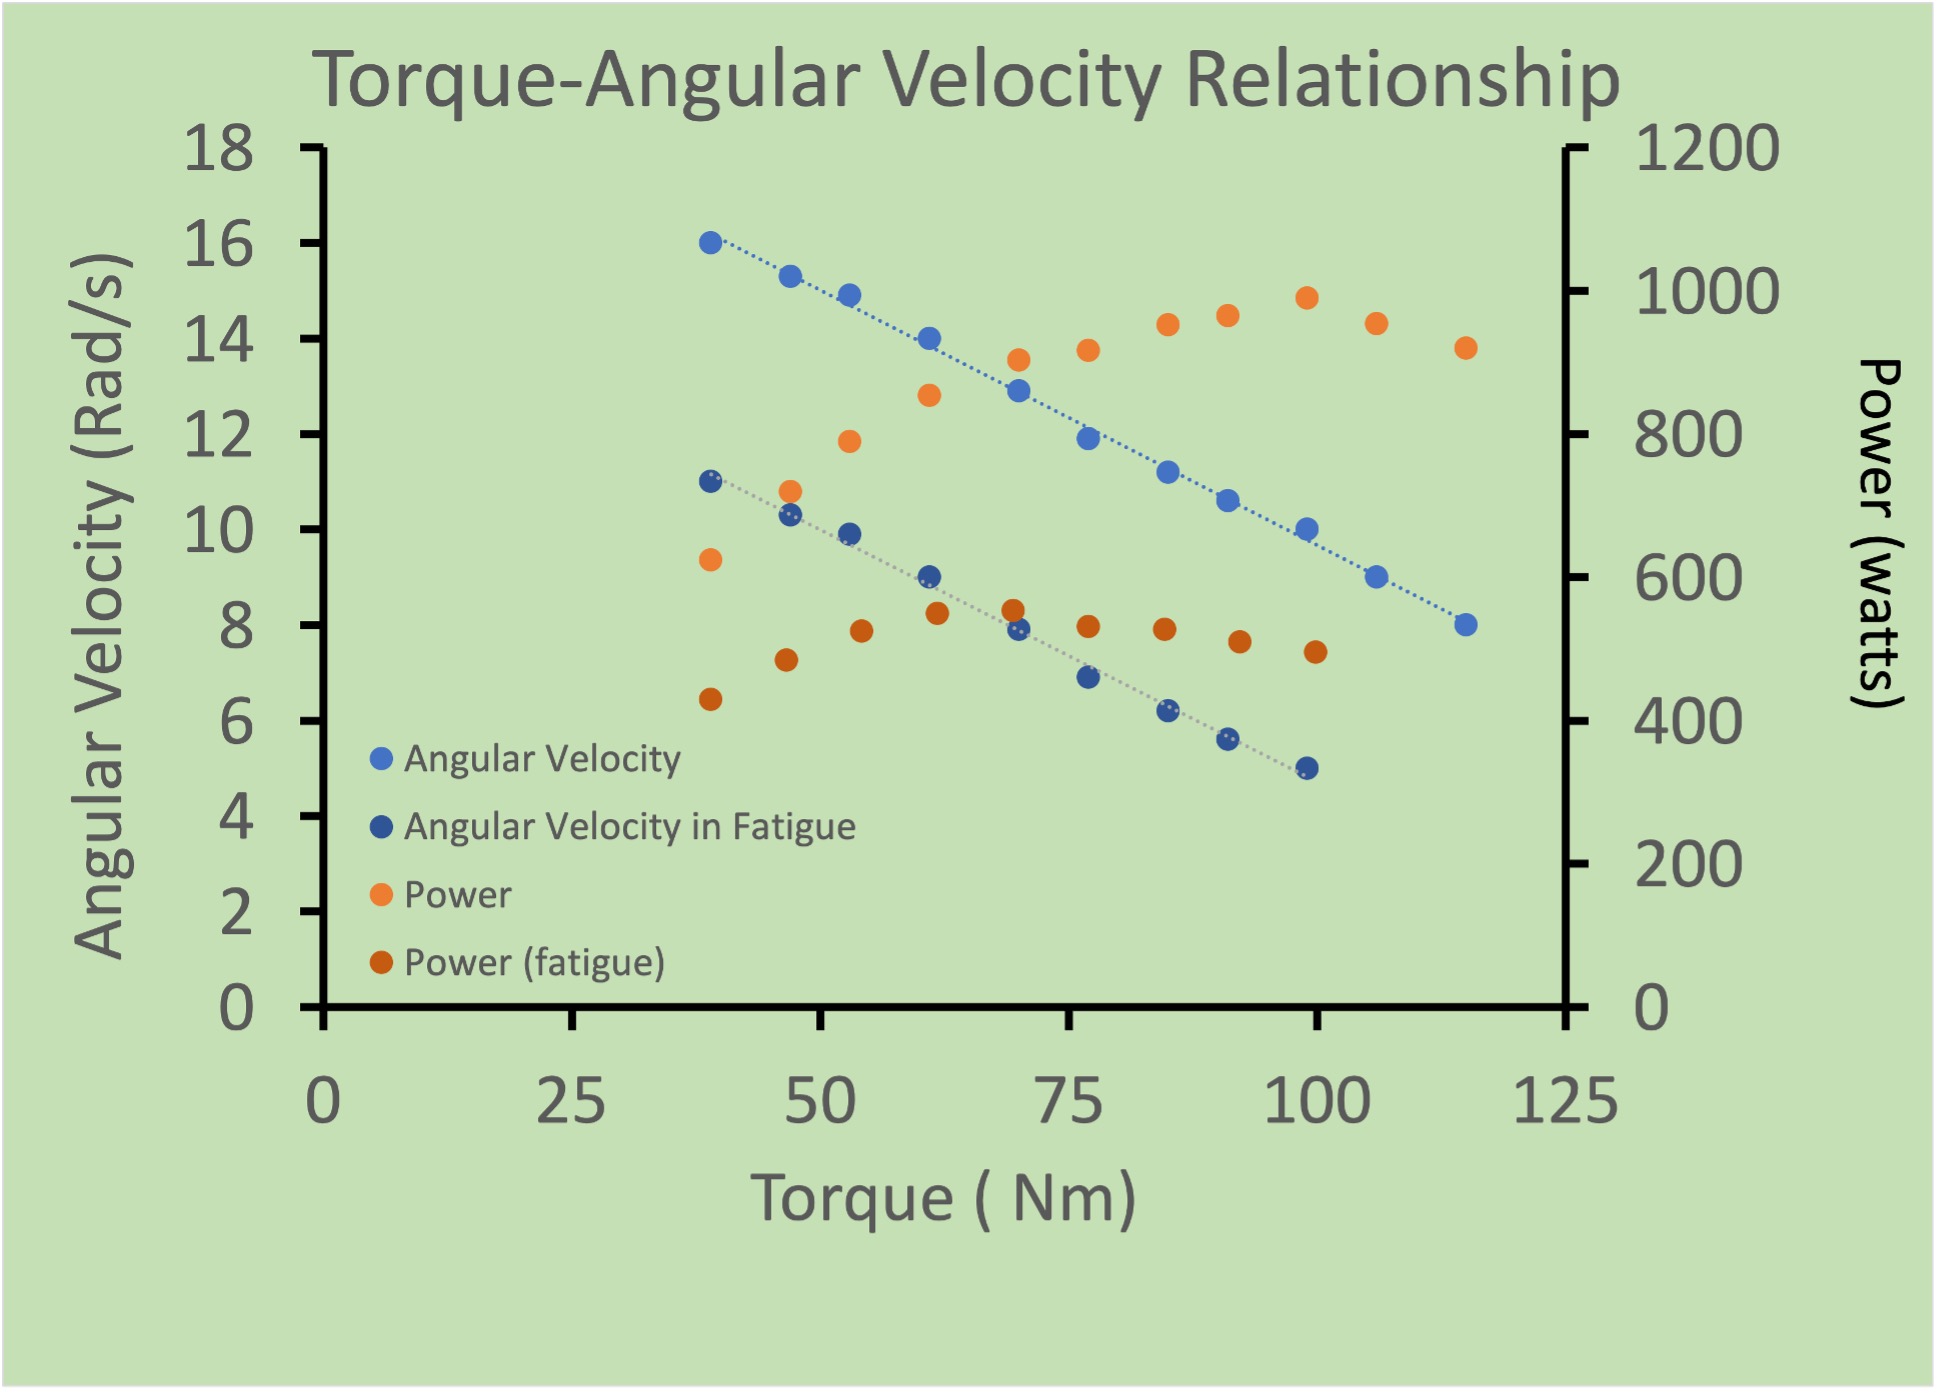 Torque-Angular Velocity Relationship
18
16
14
12
10
8
6
4
2
0
Angular Velocity (Rad/s)
1200
1000
800
600
400
200
0
Power (watts)
Angular Velocity
Angular Velocity in Fatigue
Power
Power (fatigue)
0 25 50 75 100 125
Torque ( Nm)